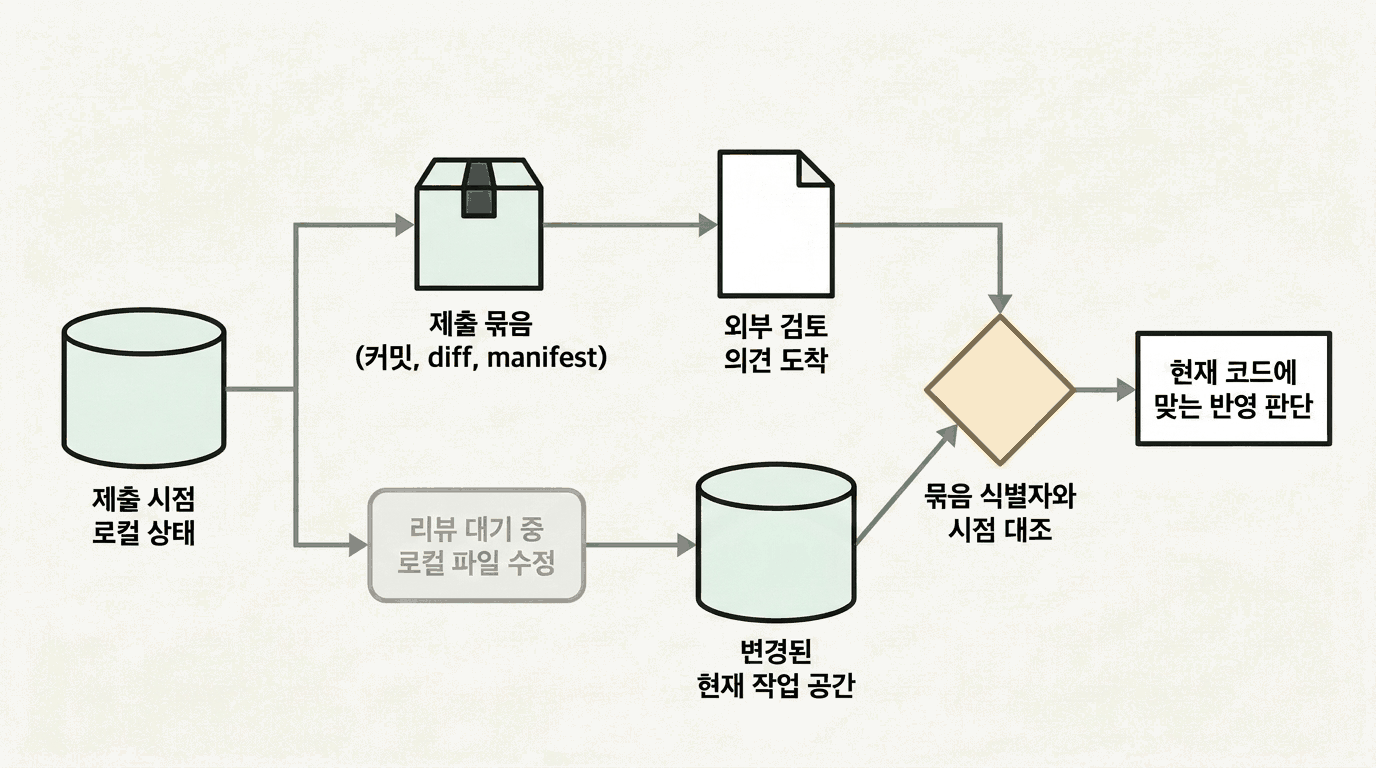 제출 묶음
(커밋, diff, manifest)
외부 검토
의견 도착
현재 코드에
맞는 반영 판단
제출 시점
로컬 상태
리뷰 대기 중
로컬 파일 수정
묶음 식별자와
시점 대조
변경된
현재 작업 공간